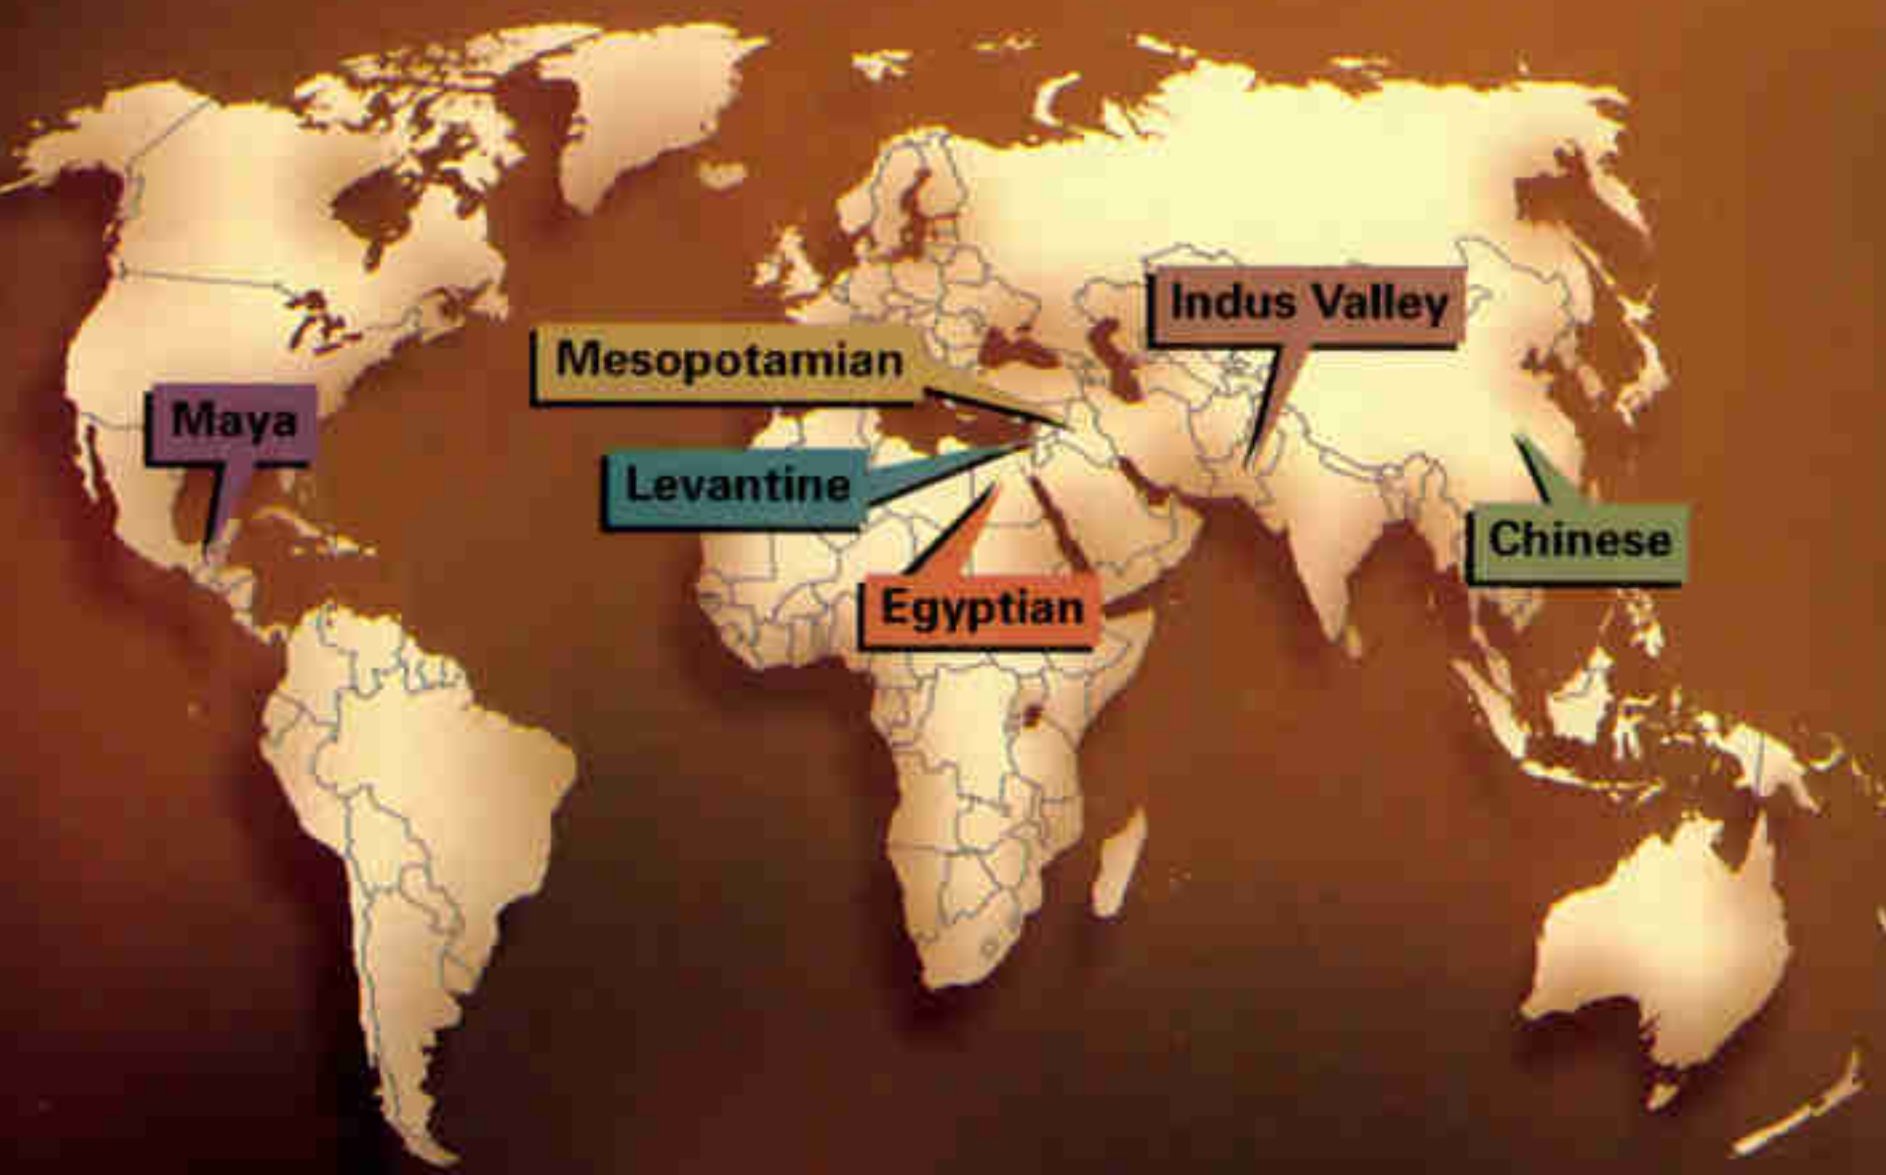 Indus Valley
Mesopotamian
Maya
Levantine
Chinese
Egyptian